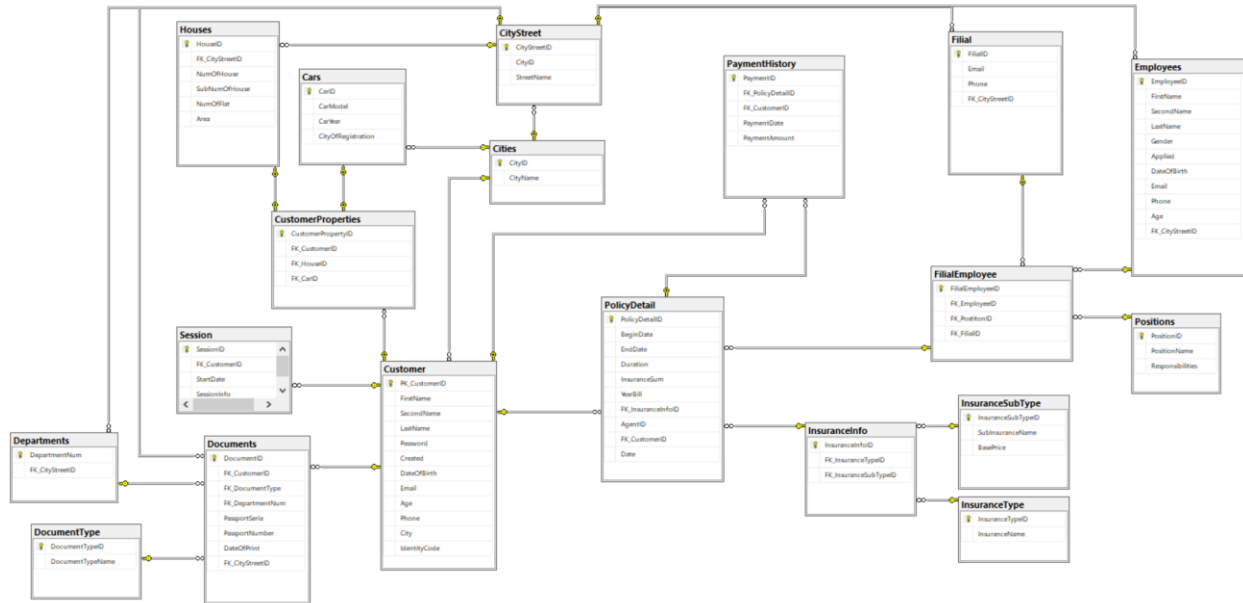 Houses
HouseID
FK_CityStreetID
NumOfHouse
SubNumOfHouse
NumOfFlat
Area
Cars
CarID
CarModel
CarYear
CityOfRegistration
CityStreet
CityStreetID
CityID
StreetName
Cities
CityID
CityName
PaymentHistory
PaymentID
FK_PolicyDetailID
FK_CustomerID
PaymentDate
PaymentAmount
Filial
FilialID
Email
Phone
FK_CityStreetID
Employees
EmployeeID
FirstName
SecondName
LastName
Gender
Applied
DateOfBirth
Email
Phone
Age
FK_CityStreetID
CustomerProperties
CustomerPropertyID
FK_CustomerID
FK_HouseID
FK_CarID
FilialEmployee
FilialEmployeeID
FK_EmployeeID
FK_PostitonID
FK_FilialID
Positions
PositionID
PositionName
Responsibilities
PolicyDetail
PolicyDetailID
BeginDate
EndDate
Duration
InsuranceSum
YearBill
FK_InsuranceInfoID
AgentID
FK_CustomerID
Date
Session
SessionID
FK_CustomerID
StartDate
SessionInfo
Customer
PK_CustomerID
FirstName
SecondName
LastName
Password
Created
DateOfBirth
Email
Age
Phone
City
IdentityCode
InsuranceSubType
InsuranceSubTypeID
SubInsuranceName
BasePrice
InsuranceInfo
InsuranceInfoID
FK_InsuranceTypeID
FK_InsuranceSubTypeID
InsuranceType
InsuranceTypeID
InsuranceName
Departments
DepartmentNum
FK_CityStreetID
Documents
DocumentID
FK_CustomerID
FK_DocumentType
FK_DepartmentNum
PassportSeria
PassportNumber
DateOfPrint
FK_CityStreetID
DocumentType
DocumentTypeID
DocumentTypeName